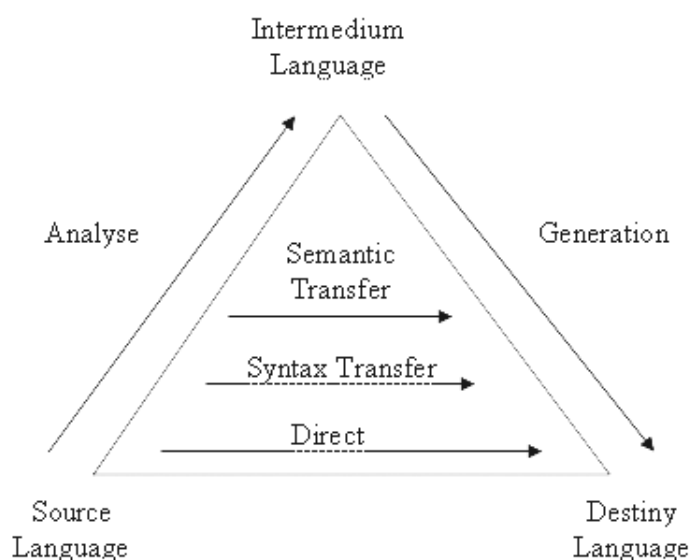 Intermedium
Language
Analyse
Generation
Semantic
Transfer
Syntax Transfer
Direct
Source
Language
Destiny
Language